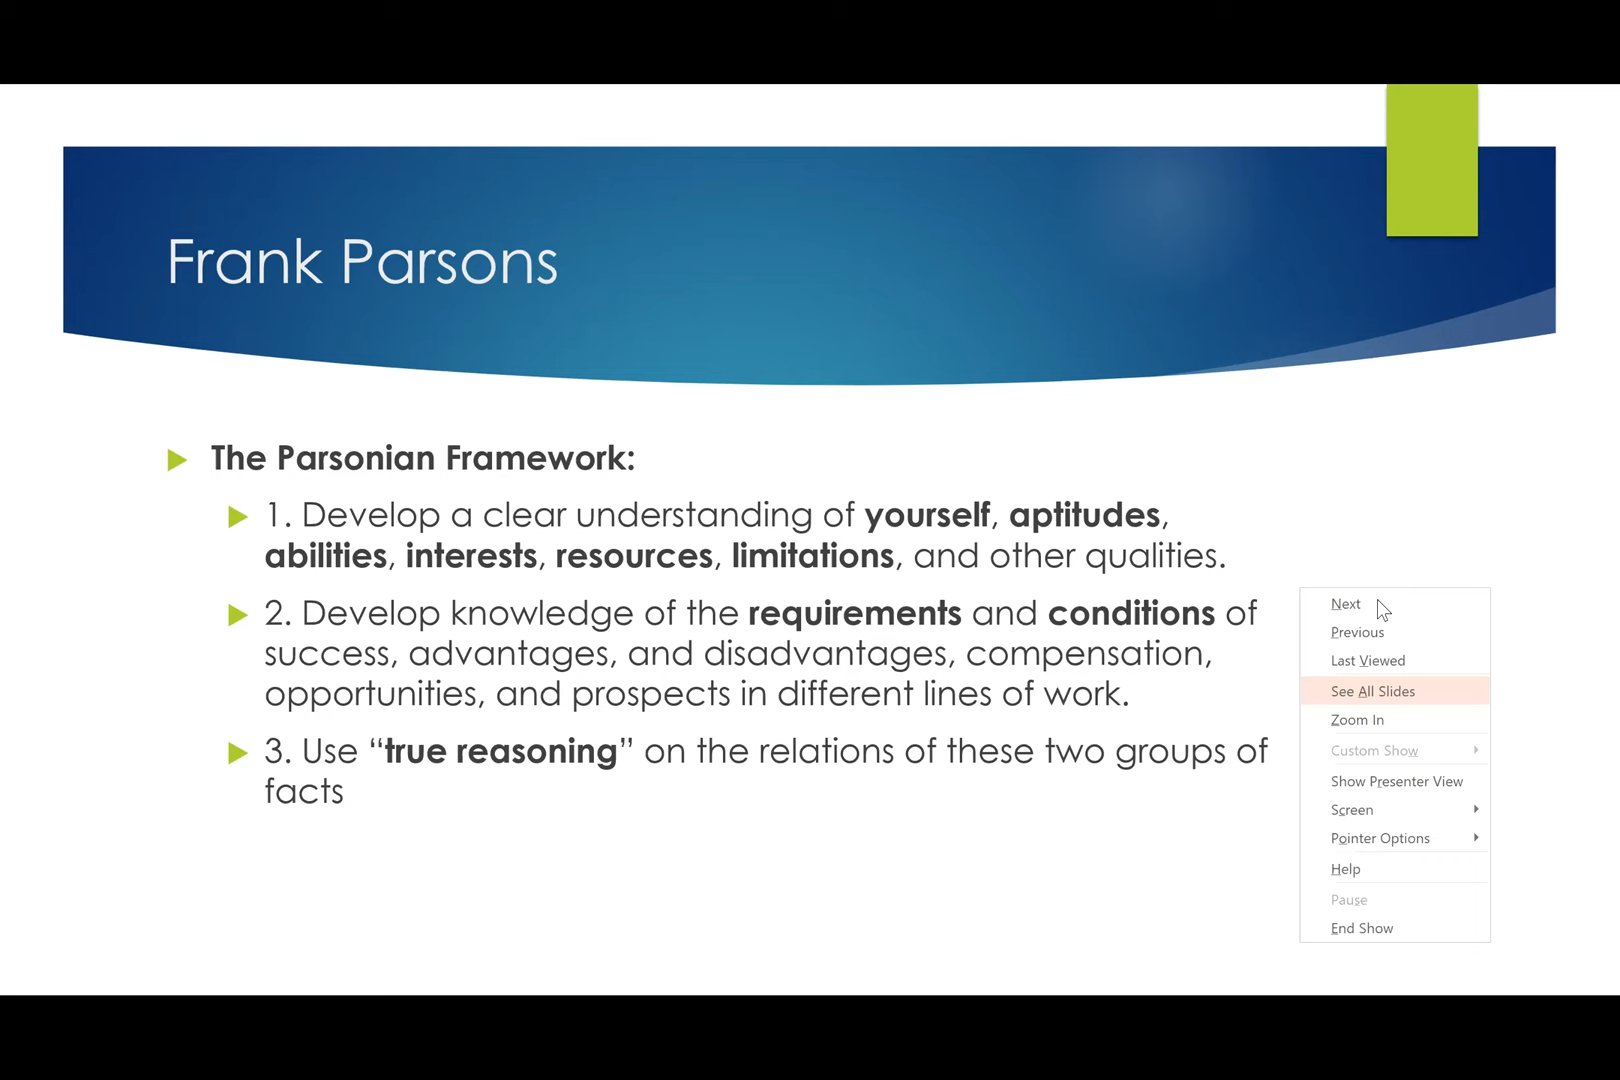 Frank Parsons
The Parsonian Framework:
1. Develop a clear understanding of yourself, aptitudes,
abilities, interests, resources, limitations, and other qualities.
2. Develop knowledge of the requirements and conditions of
success, advantages, and disadvantages, compensation,
opportunities, and prospects in different lines of work.
3. Use “true reasoning” on the relations of these two groups of
facts
Next
Previous
Last Viewed
See All Slides
Zoom In
Custom Show
Show Presenter View
Screen
Pointer Options
Help
Pause
End Show